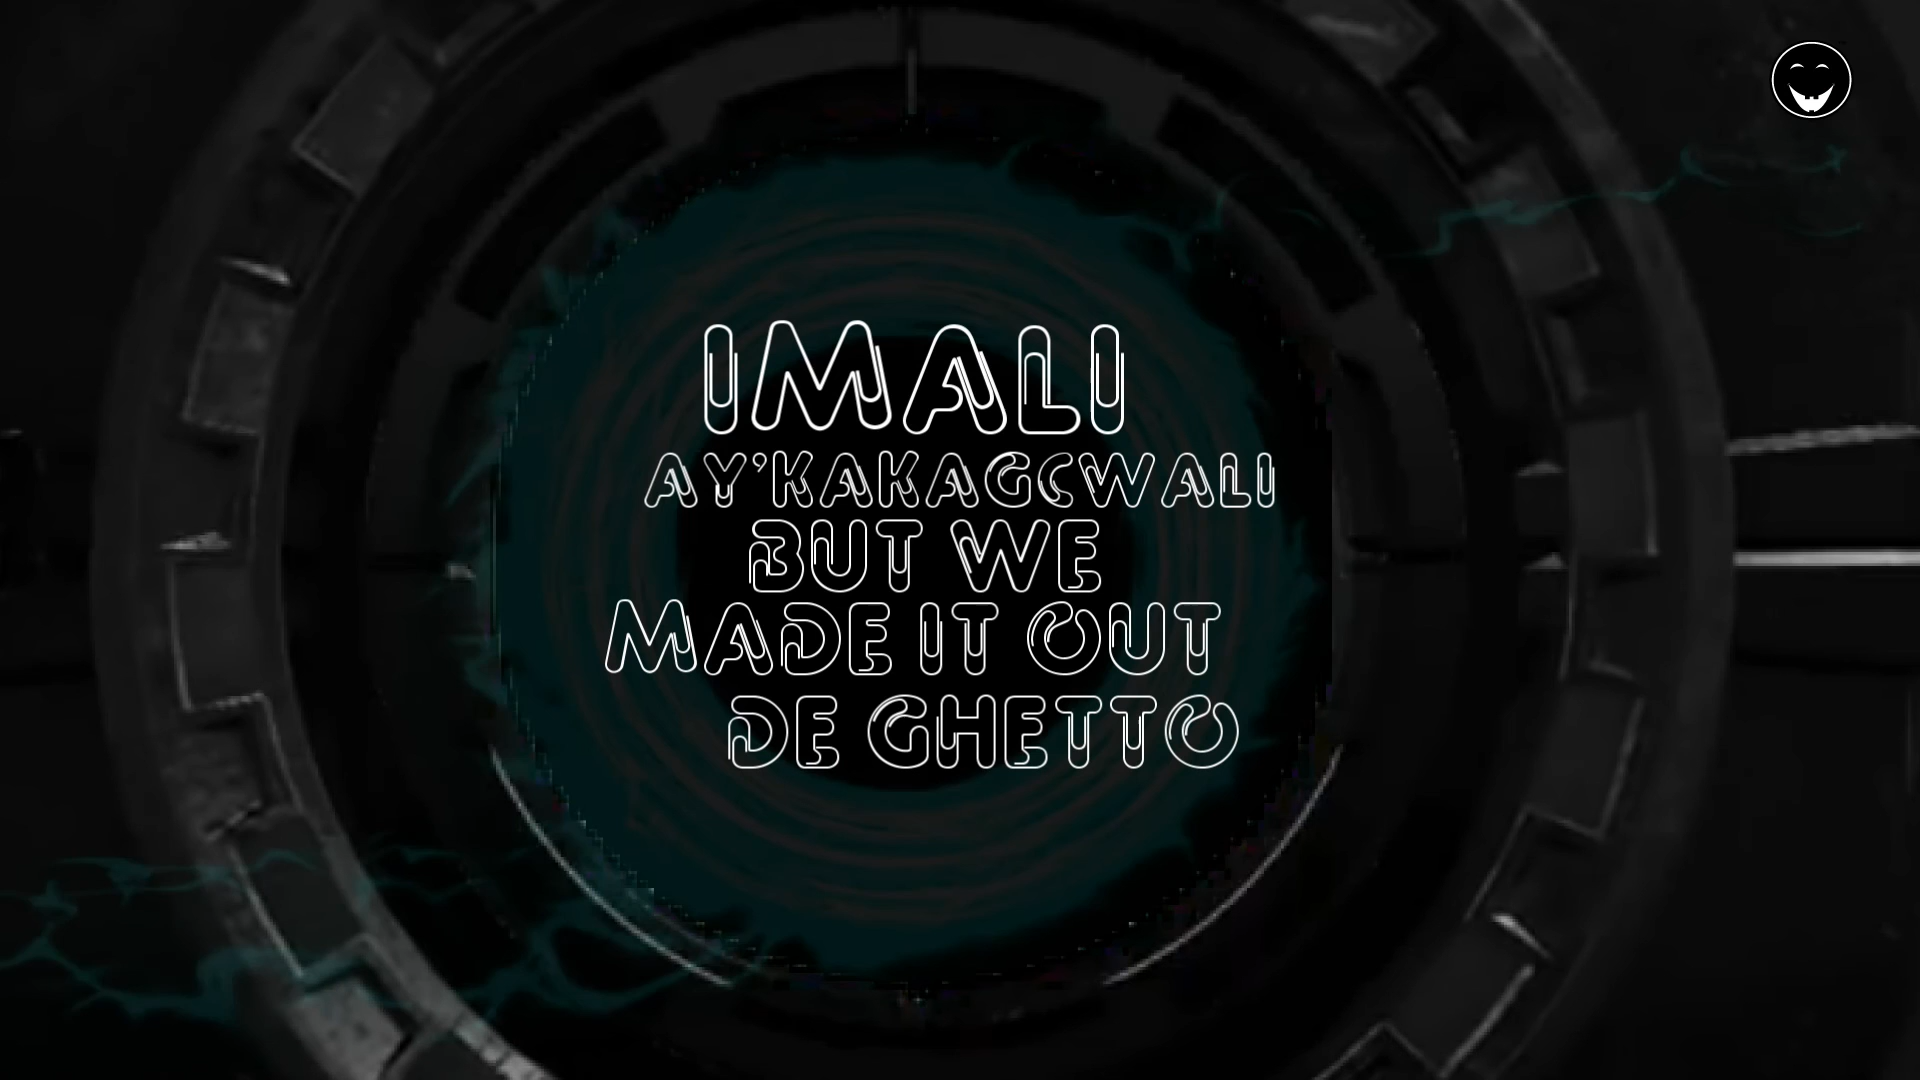 IMALI
AY'KAKAGCWALI
BUT WE
MADE IT OUT
DE GHETTO